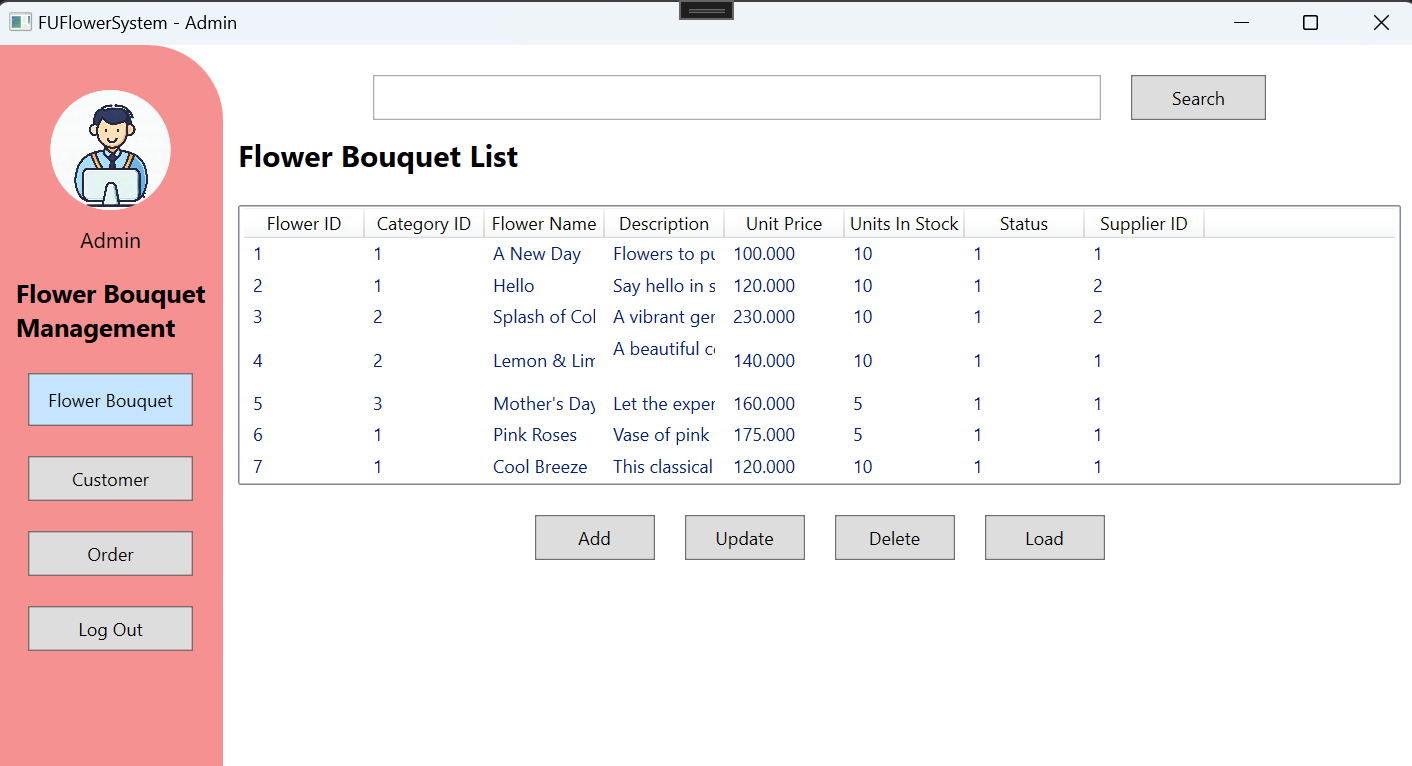 FUFlowerSystem - Admin
Search
Admin
Flower Bouquet
Management
Flower Bouquet
Customer
Order
Log Out
Flower Bouquet List
Flower ID Category ID Flower Name Description Unit Price Units In Stock Status Supplier ID
1 1 A New Day Flowers to pu 100.000 10 1 1
2 1 Hello Say hello in s 120.000 10 1 2
3 2 Splash of Col A vibrant ger 230.000 10 1 2
4 2 Lemon & Lim A beautiful co 140.000 10 1 1
5 3 Mother's Day Let the exper 160.000 5 1 1
6 1 Pink Roses Vase of pink 175.000 5 1 1
7 1 Cool Breeze This classical 120.000 10 1 1
Add Update Delete Load